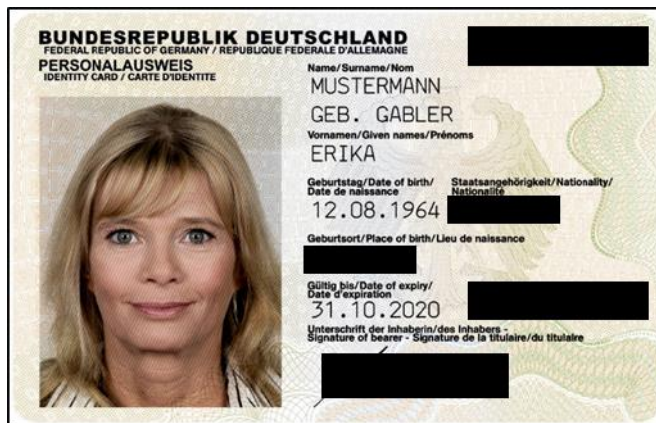 BUNDESREPUBLIK DEUTSCHLAND
FEDERAL REPUBLIC OF GERMANY / REPUBLIQUE FEDERALE D'ALLEMAGNE
PERSONALAUSWEIS
IDENTITY CARD / CARTE D'IDENTITE
Name/Surname/Nom
MUSTERMANN
GEB. GABLER
Vornamen/Given names/Prénoms
ERIKA
Geburtstag/Date of birth/
Date de naissance
Staatsangehörigkeit/Nationality/
Nationalité
12.08.1964
Geburtsort/Place of birth/Lieu de naissance
Gültig bis/Date of expiry/
Date d'expiration
31.10.2020
Unterschrift der Inhaberin/des Inhabers -
Signature of bearer - Signature de la titulaire/du titulaire